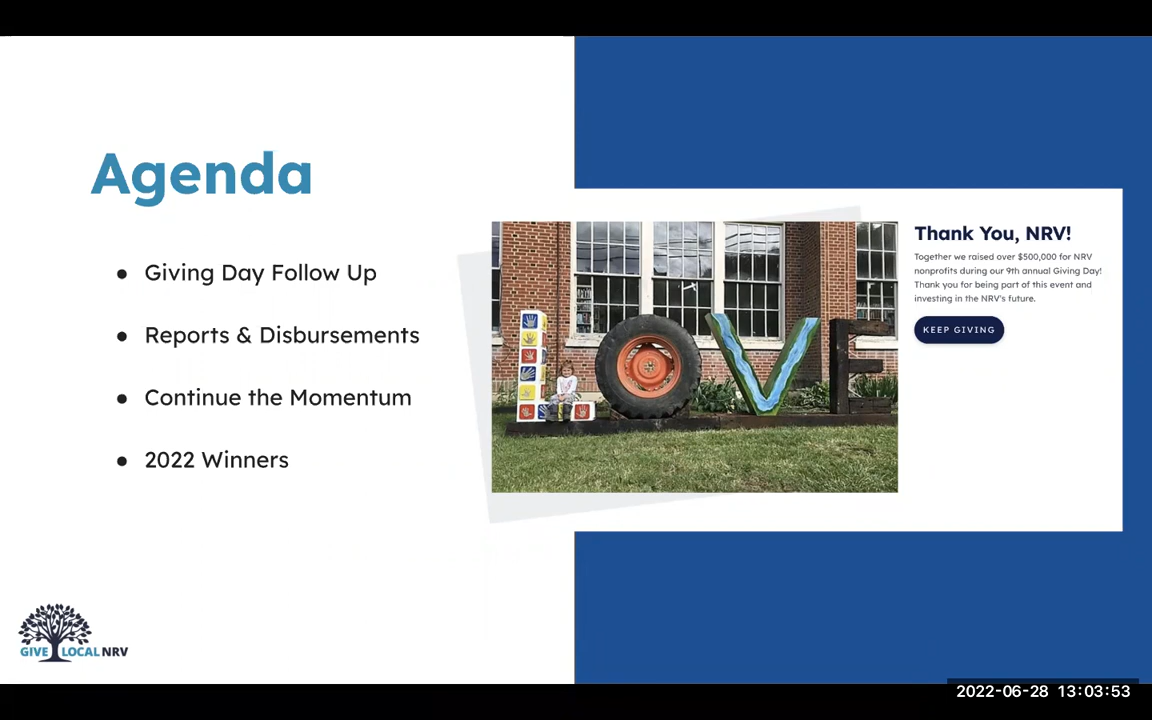 Agenda
● Giving Day Follow Up
● Reports & Disbursements
● Continue the Momentum
● 2022 Winners
LOVE
Thank You, NRV!
Together we raised over $500,000 for NRV
nonprofits during our 9th annual Giving Day!
Thank you for being part of this event and
investing in the NRV's future.
KEEP GIVING
GIVE LOCAL NRV
2022-06-28 13:03:53